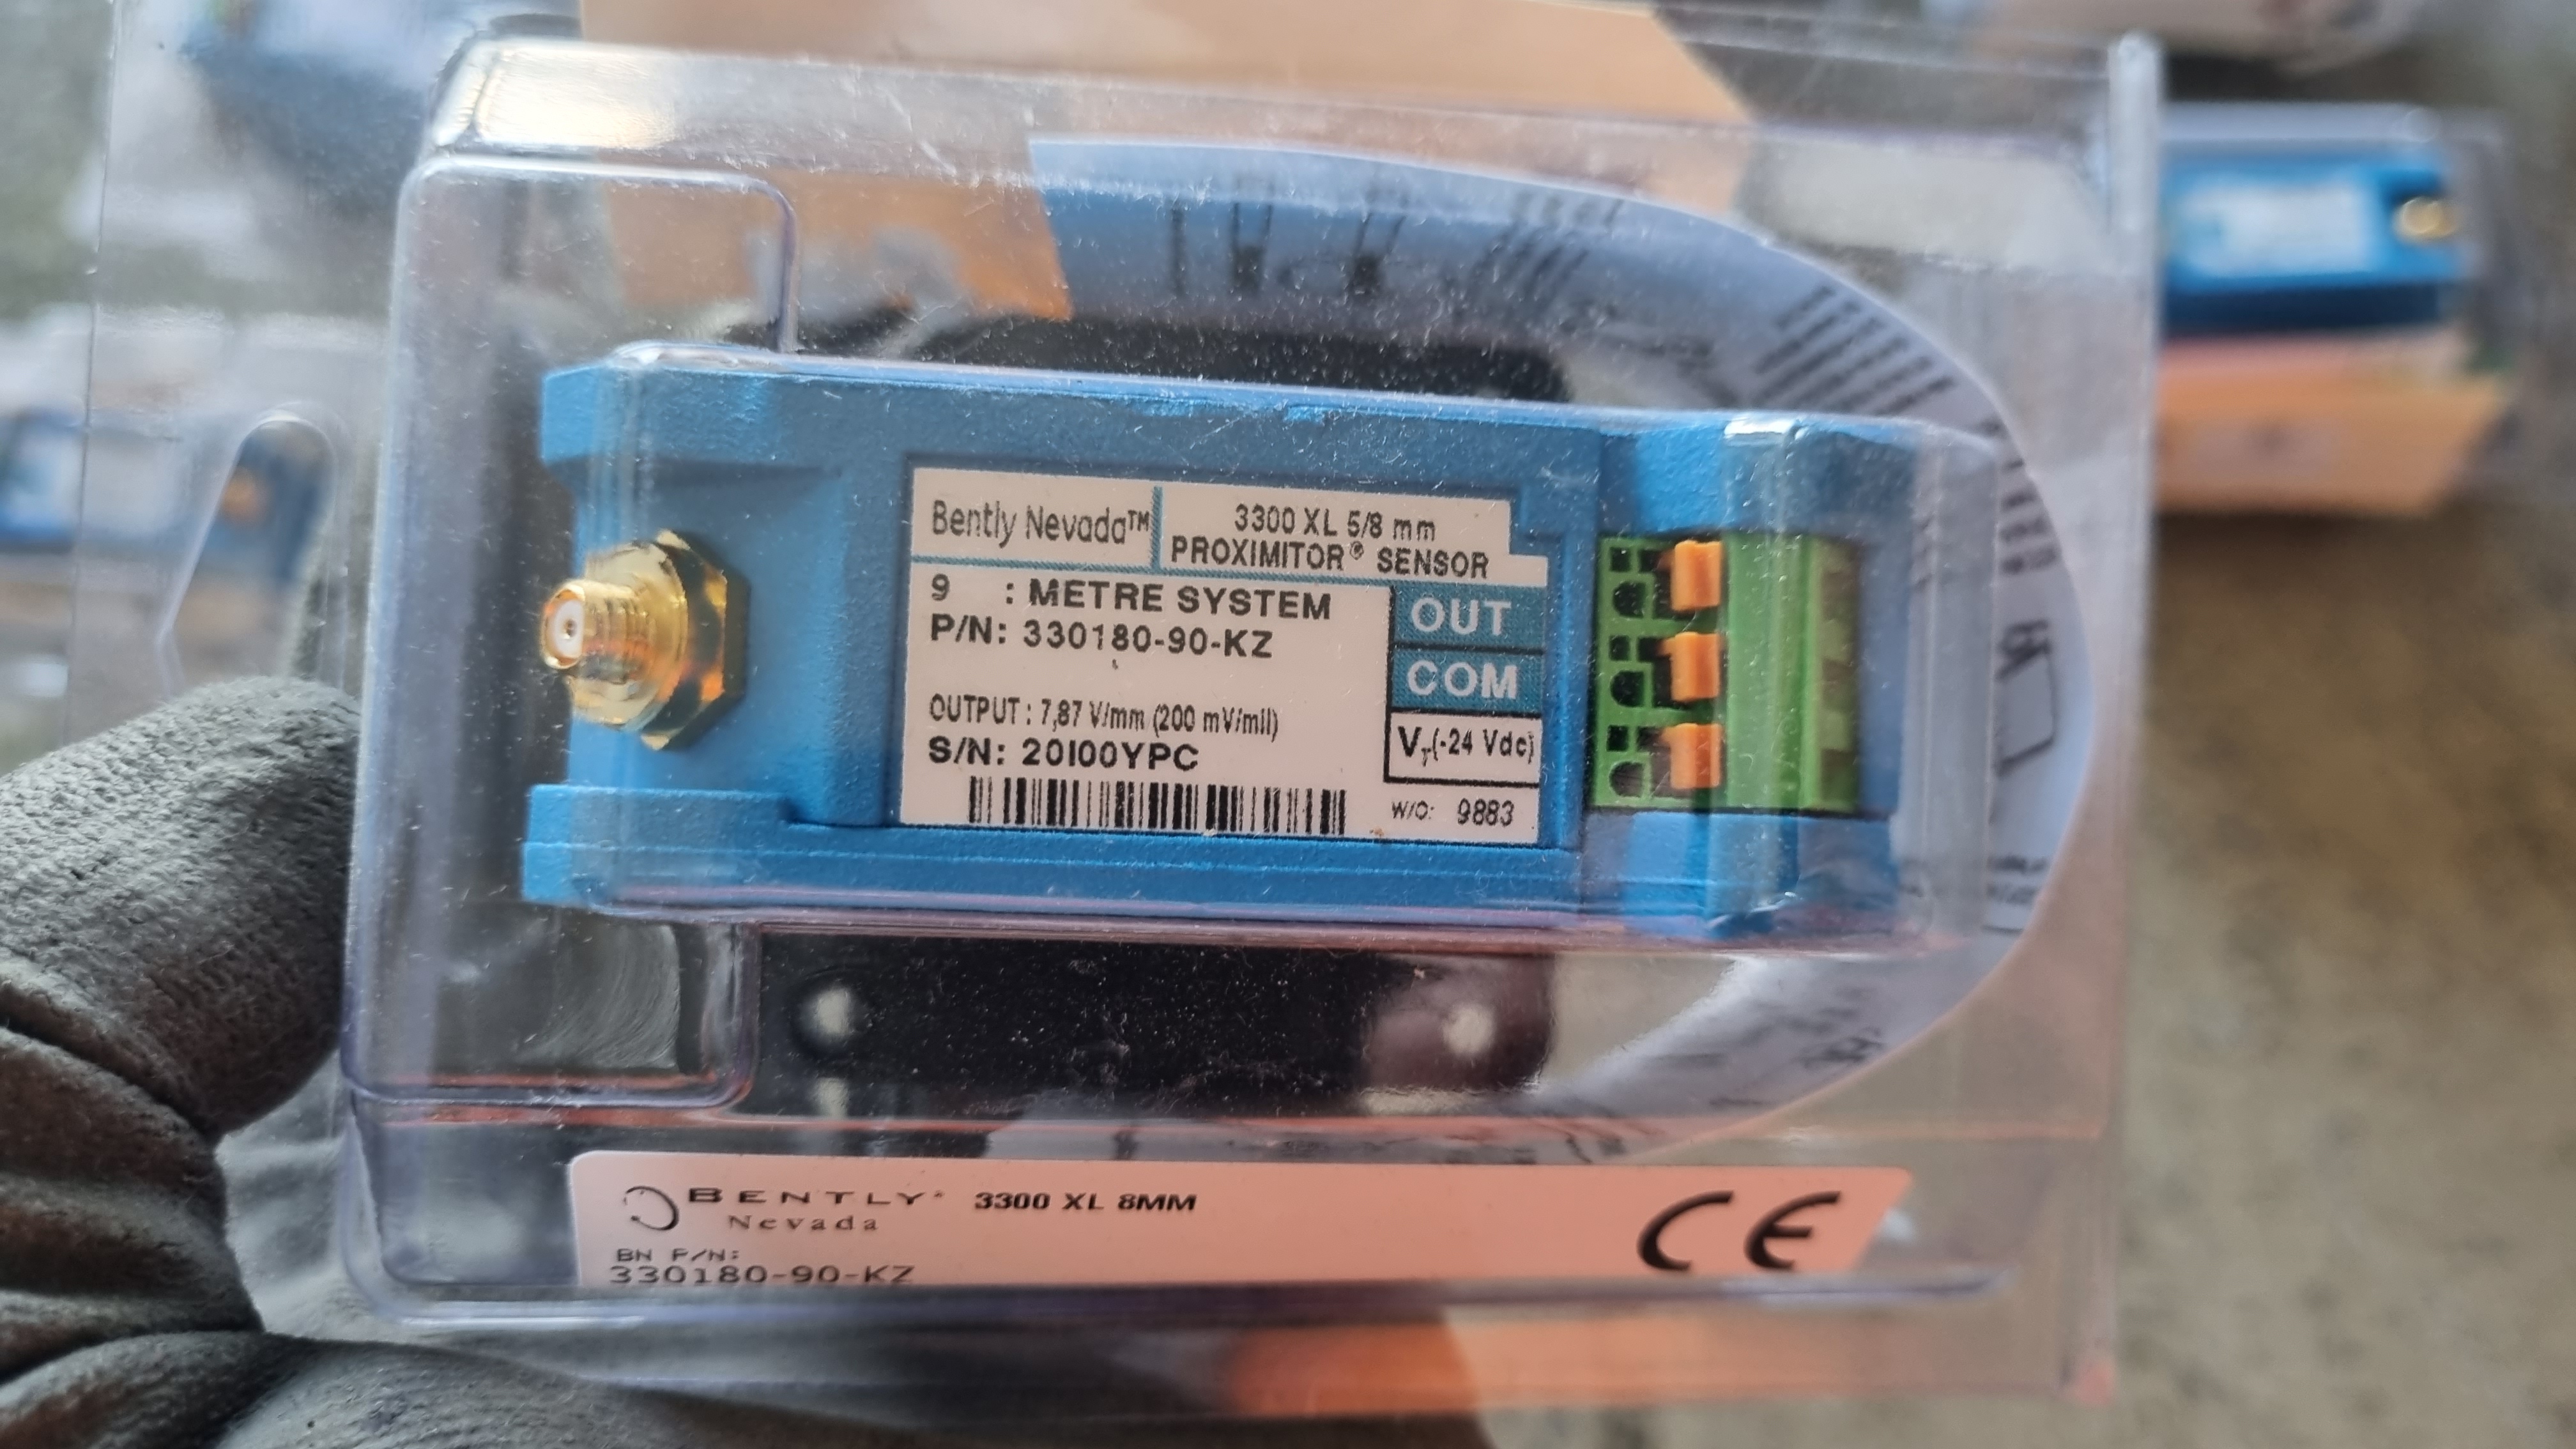 Bently Nevada™
3300 XL 5/8 mm
PROXIMITOR® SENSOR
9 : METRE SYSTEM
P/N: 330180-90-KZ
OUTPUT : 7,87 V/mm (200 mV/mil)
S/N: 20I00YPC
OUT
COM
VT(-24 Vdc)
W/O: 9883
BENTLY®
Nevada
3300 XL 8MM
BN P/N:
330180-90-KZ
CE